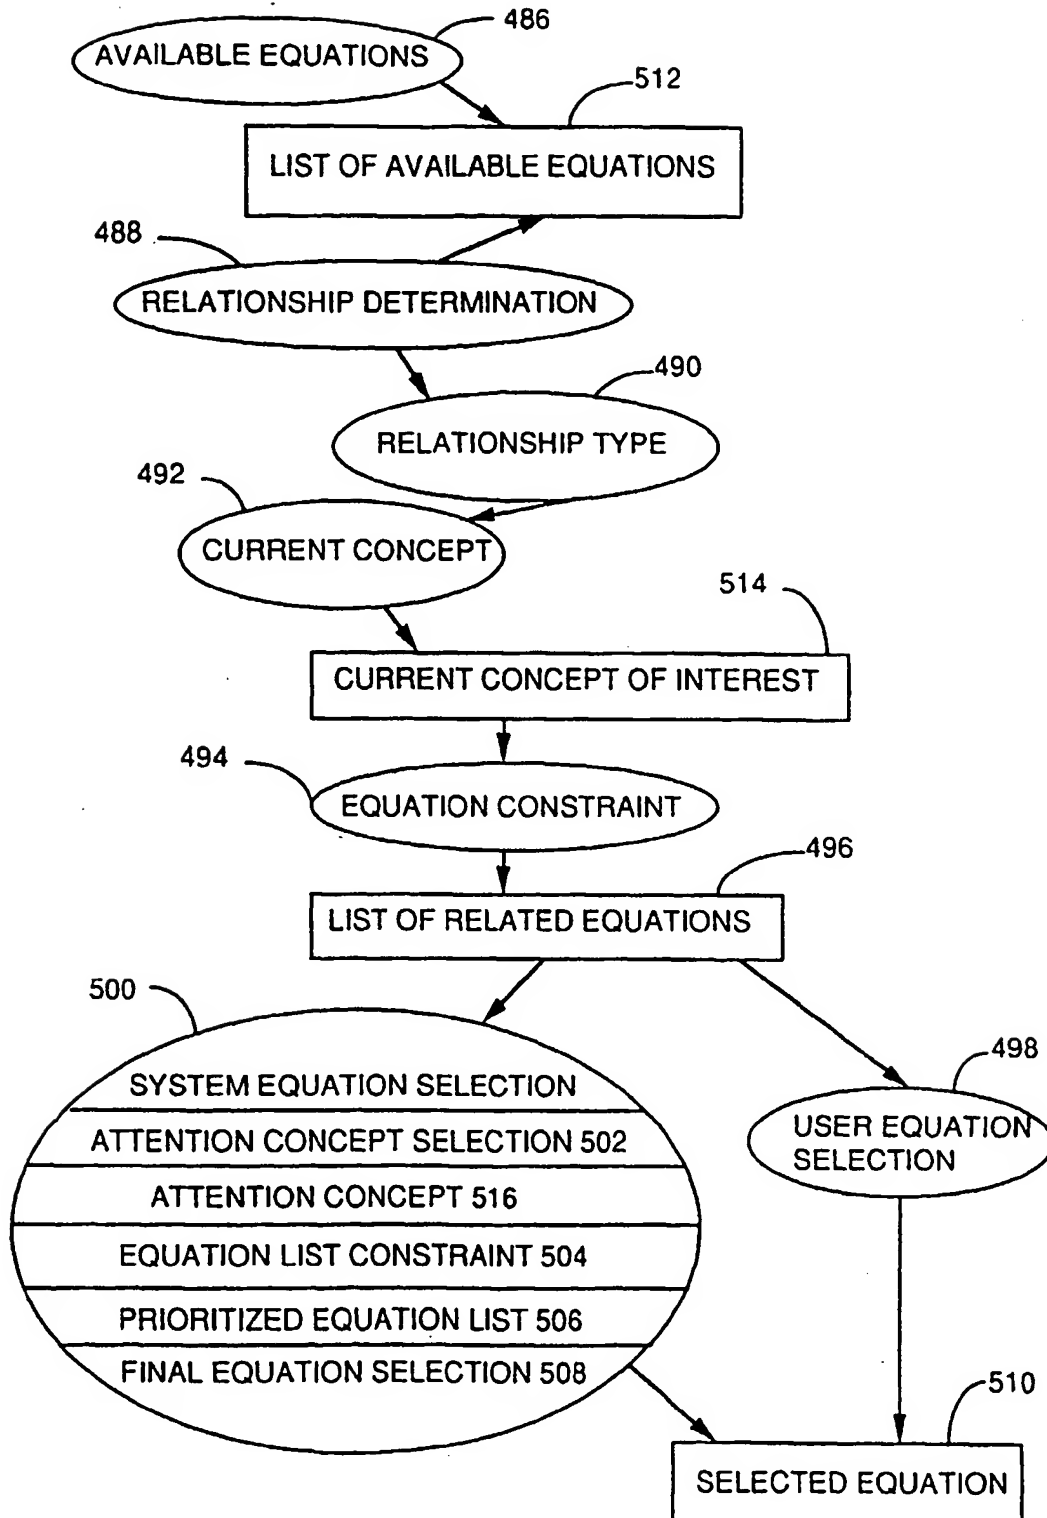 486
AVAILABLE EQUATIONS
512
LIST OF AVAILABLE EQUATIONS
488
RELATIONSHIP DETERMINATION
490
RELATIONSHIP TYPE
492
CURRENT CONCEPT
514
CURRENT CONCEPT OF INTEREST
494
EQUATION CONSTRAINT
496
LIST OF RELATED EQUATIONS
500
SYSTEM EQUATION SELECTION
ATTENTION CONCEPT SELECTION 502
ATTENTION CONCEPT 516
EQUATION LIST CONSTRAINT 504
PRIORITIZED EQUATION LIST 506
FINAL EQUATION SELECTION 508
498
USER EQUATION
SELECTION
510
SELECTED EQUATION